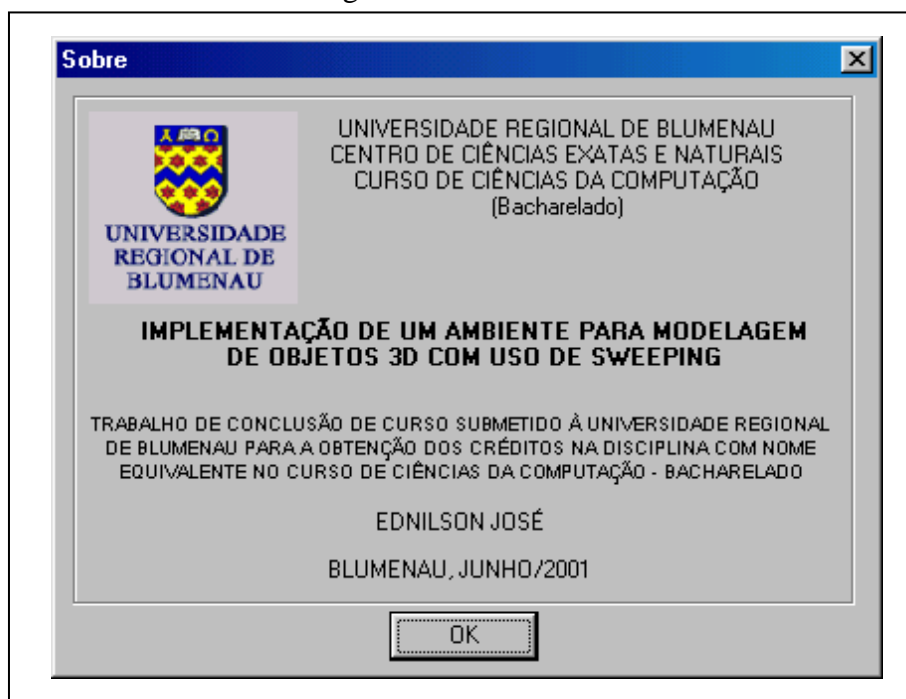 Sobre
UNIVERSIDADE
REGIONAL DE
BLUMENAU
UNIVERSIDADE REGIONAL DE BLUMENAU
CENTRO DE CIÊNCIAS EXATAS E NATURAIS
CURSO DE CIÊNCIAS DA COMPUTAÇÃO
(Bacharelado)
IMPLEMENTAÇÃO DE UM AMBIENTE PARA MODELAGEM
DE OBJETOS 3D COM USO DE SWEEPING
TRABALHO DE CONCLUSÃO DE CURSO SUBMETIDO À UNIVERSIDADE REGIONAL
DE BLUMENAU PARA A OBTENÇÃO DOS CRÉDITOS NA DISCIPLINA COM NOME
EQUIVALENTE NO CURSO DE CIÊNCIAS DA COMPUTAÇÃO - BACHARELADO
EDNILSON JOSÉ
BLUMENAU, JUNHO/2001
OK